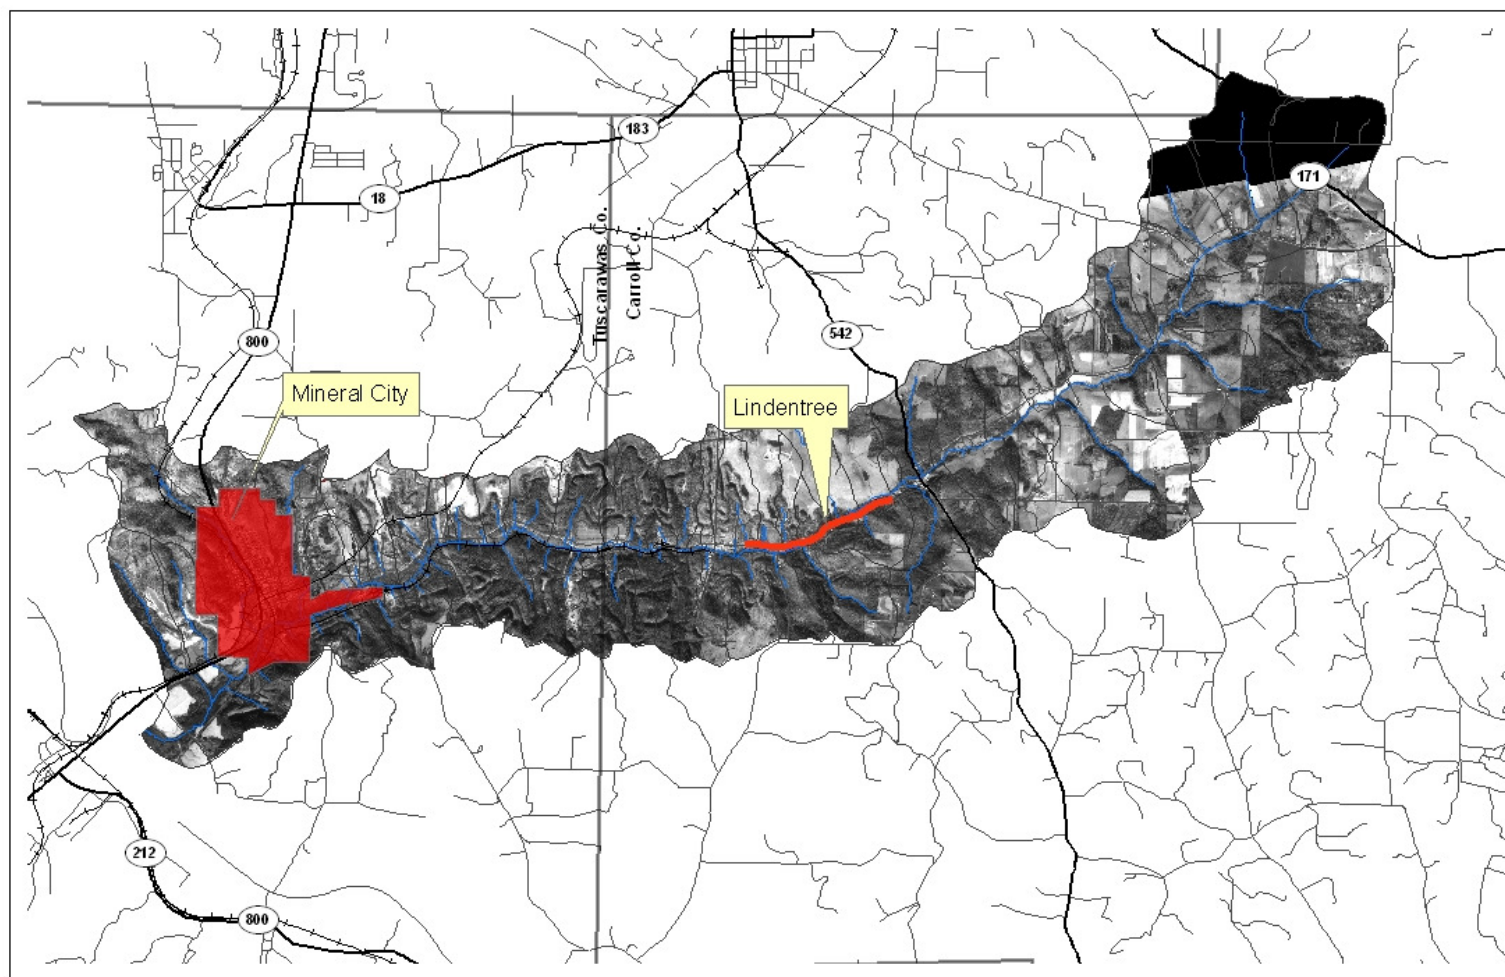 183
171
18
Tuscarawas Co.
Carroll Co.
542
800
Mineral City
Lindentree
212
800